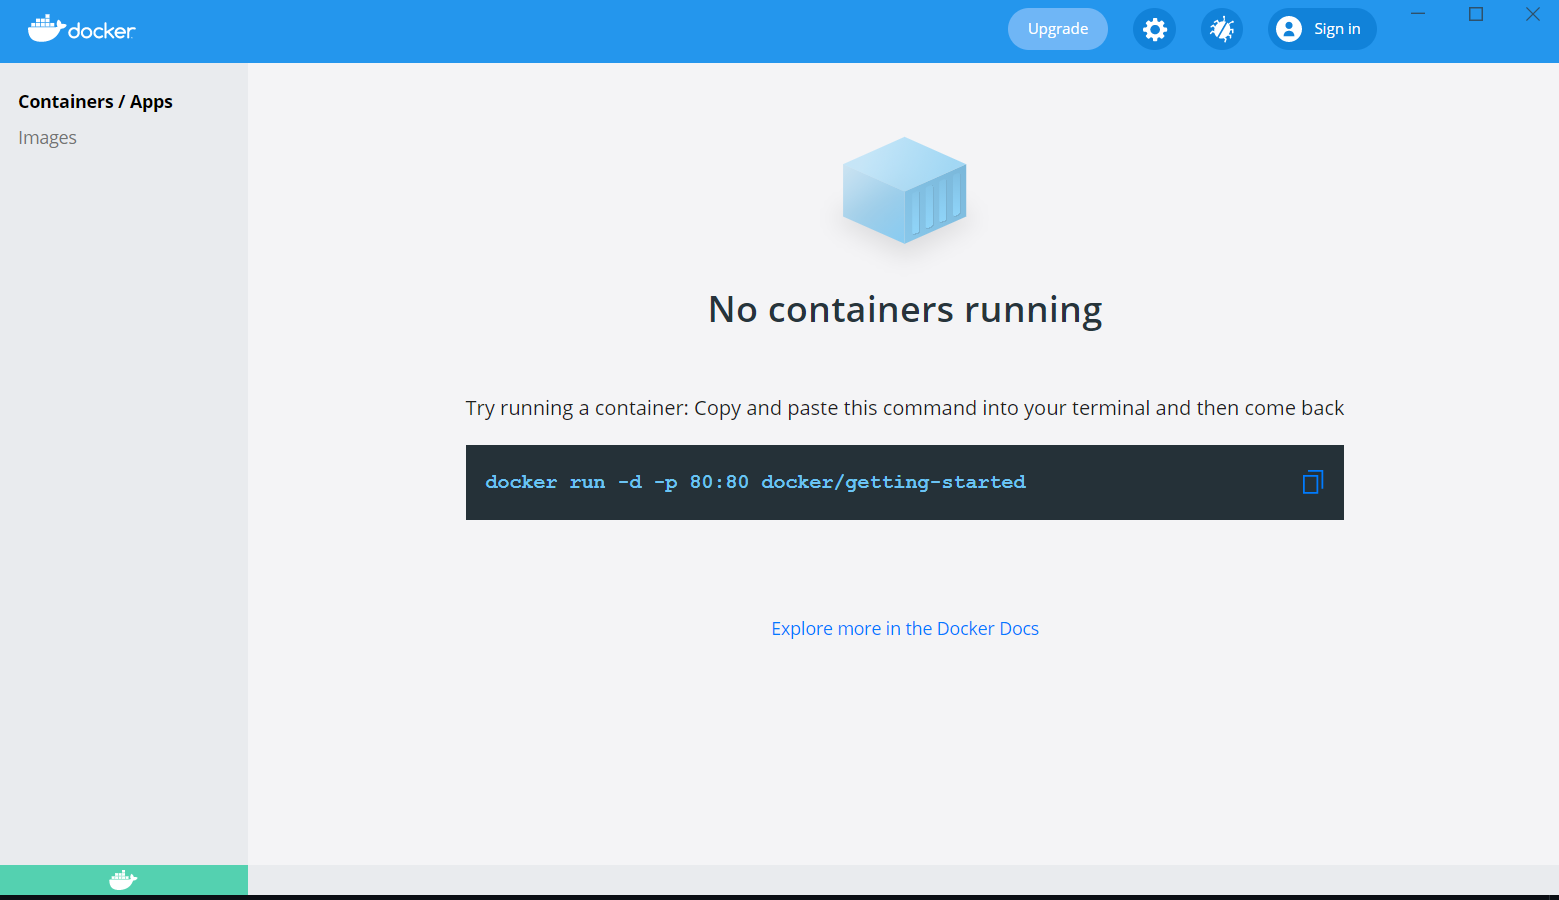 docker
Upgrade
Sign in
Containers / Apps
Images
No containers running
Try running a container: Copy and paste this command into your terminal and then come back
docker run -d -p 80:80 docker/getting-started
Explore more in the Docker Docs